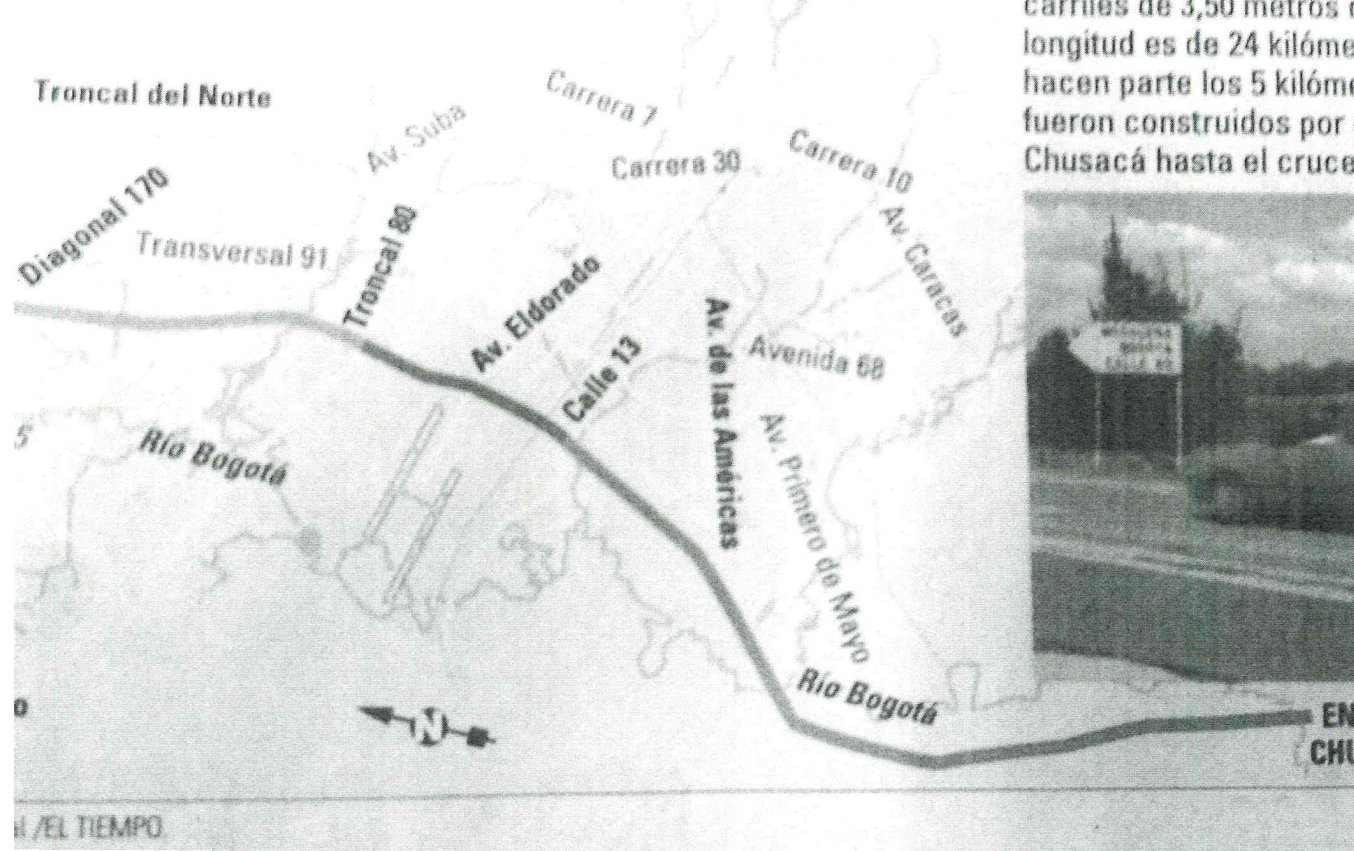 carriles de 3,50 metros
longitud es de 24 kilóme
hacen parte los 5 kilóme
fueron construidos por
Chusacá hasta el cruce
Troncal del Norte
Carrera 7
Av. Suba
Carrera 30
Carrera 10
Diagonal 170
Transversal 91
Troncal 80
Av. Caracas
Av. Eldorado
Calle 13
Av. de las Américas
Avenida 68
Río Bogotá
Av. Primero de Mayo
Río Bogotá
N
o
EN
CHU
CALLE 80
al /EL TIEMPO